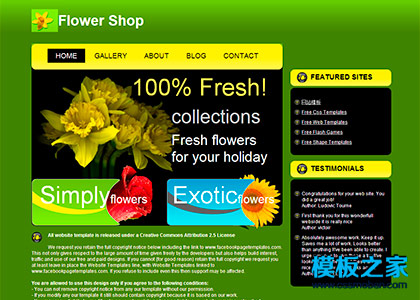 Flower Shop
HOME GALLERY ABOUT BLOG CONTACT
100% Fresh!
collections
Fresh flowers
for your holiday
Simply flowers
Exotic flowers
All website template is released under a Creative Commons Attribution 2.5 License
We request you retain the full copyright notice below including the link to www.facebookpagetemplates.com.
This not only gives respect to the large amount of time given freely by the developers but also helps build interest,
traffic and use of our free and paid designs. If you cannot (for good reason) retain the full copyright we request you
at least leave in place the Website Templates line, with Website Templates linked to
www.facebookpagetemplates.com. If you refuse to include even this support may be affected.
You are allowed to use this design only if you agree to the following conditions:
- You can not remove copyright notice from any our template without our permission.
- If you modify any our template it still should contain copyright because it is based on our work.
FEATURED SITES
Free Css Templates
Free Web Templates
Free Flash Games
Free Shape Templates
TESTIMONIALS
Congratulations for your web site. You
did a great job!
Author: Ludovic Tourne
First thank you for this wonderfull
website it is really nice!
Author: victor
Absolutely awesome work. Keep it up
Saves me a lot of work. Looks better
than anything I've been able to create. I
模板之家